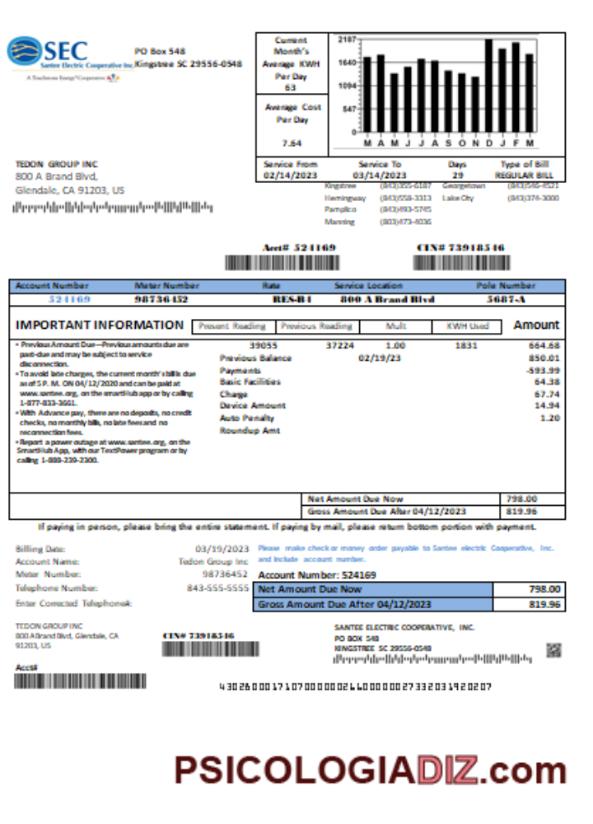 SEC
Santee Electric Cooperative Inc.
A Touchstone Energy Cooperative
PO Box 548
Kingstree SC 29556-0548
Current
Month's
Average KWH
Per Day
63
Average Cost
Per Day
7.64
2187
1640
1094
547
0
M A M J J A S O N D J F M
TEDON GROUP INC
800 A Brand Blvd,
Glendale, CA 91203, US
Service From Service To Days Type of Bill
02/14/2023 03/14/2023 29 REGULAR BILL
Kingstree (843)355-6187 Georgetown (843)546-4521
Hemingway (843)558-3313 Lake City (843)374-3000
Pamplico (843)493-5745
Manning (803)473-4036
Acct# 524169 CIN# 73918546
Account Number Meter Number Rate Service Location Pole Number
524169 98736452 RES-R4 800 A Brand Blvd 5687-A
IMPORTANT INFORMATION Present Reading Previous Reading Mult KWH Used Amount
• Previous Amount Due—Previous amounts due are
past-due and may be subject to service
disconnection.
• To avoid late charges, the current month's bill is due
as of 5 P. M. ON 04/12/2020 and can be paid at
www.santee.org, on the smartHub app or by calling
1-877-833-3661.
• With Advance pay, there are no deposits, no credit
checks, no monthly bills, no late fees and no
reconnection fees.
• Report a power outage at www.santee.org, on the
SmartHub App, with our TextPower program or by
calling 1-888-239-2300.
39055 37224 1.00 1831 664.68
Previous Balance 02/19/23 850.01
Payments -593.99
Basic Facilities 64.38
Charge 67.74
Device Amount 14.94
Auto Penalty 1.20
Roundup Amt
Net Amount Due Now 798.00
Gross Amount Due After 04/12/2023 819.96
If paying in person, please bring the entire statement. If paying by mail, please return bottom portion with payment.
Billing Date: 03/19/2023
Account Name: Tedon Group Inc
Meter Number: 98736452
Telephone Number: 843-555-5555
Enter Corrected Telephone#:
Please make check or money order payable to Santee electric Cooperative, Inc.
and include account number.
Account Number: 524169
Net Amount Due Now 798.00
Gross Amount Due After 04/12/2023 819.96
TEDON GROUP INC
800 A Brand Blvd, Glendale, CA
91203, US
CIN# 73918546
SANTEE ELECTRIC COOPERATIVE, INC.
PO BOX 548
KINGSTREE SC 29556-0548
Acct#
PSICOLOGIADIZ.com